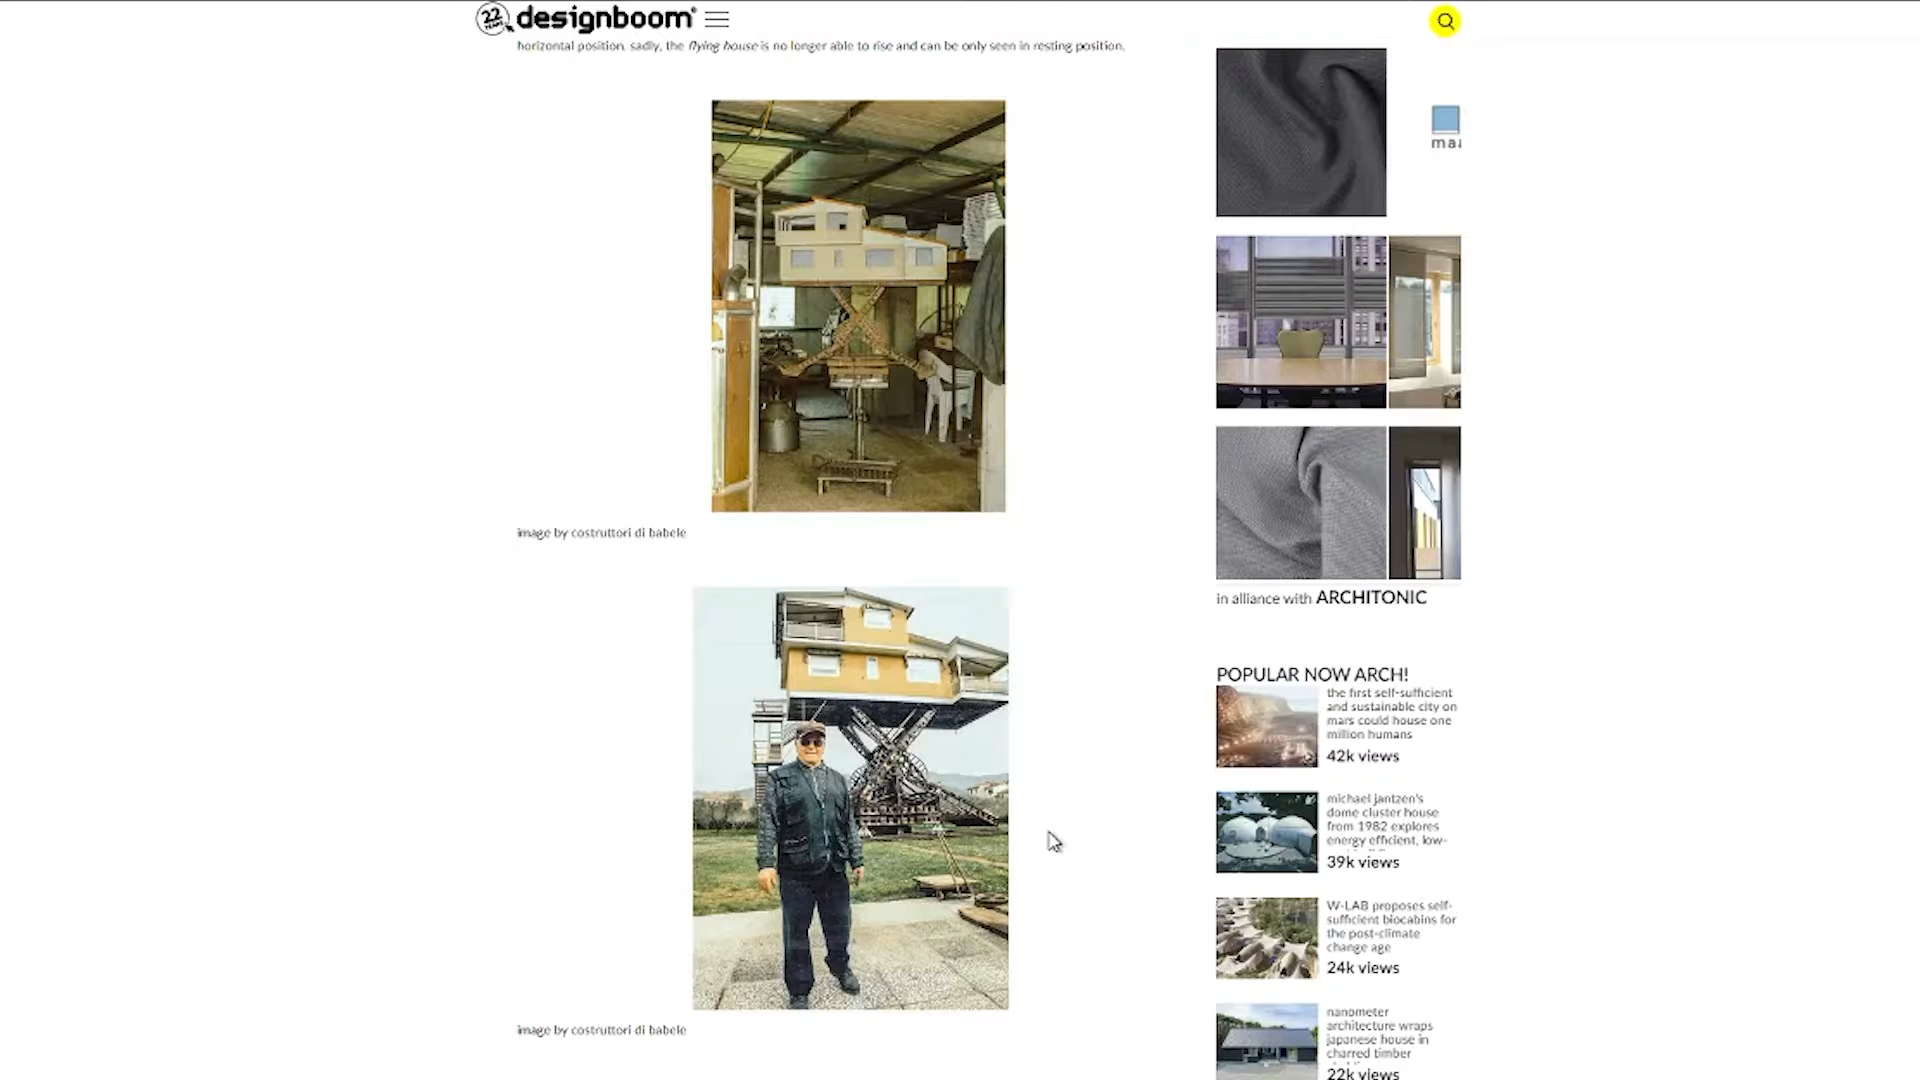 22
YEARS
designboom®
horizontal position. sadly, the flying house is no longer able to rise and can be only seen in resting position.
image by costruttori di babele
image by costruttori di babele
in alliance with ARCHITONIC
POPULAR NOW ARCH!
the first self-sufficient
and sustainable city on
mars could house one
million humans
42k views
michael jantzen's
dome cluster house
from 1982 explores
energy efficient, low-
39k views
W-LAB proposes self-
sufficient biocabins for
the post-climate
change age
24k views
nanometer
architecture wraps
japanese house in
charred timber
22k views